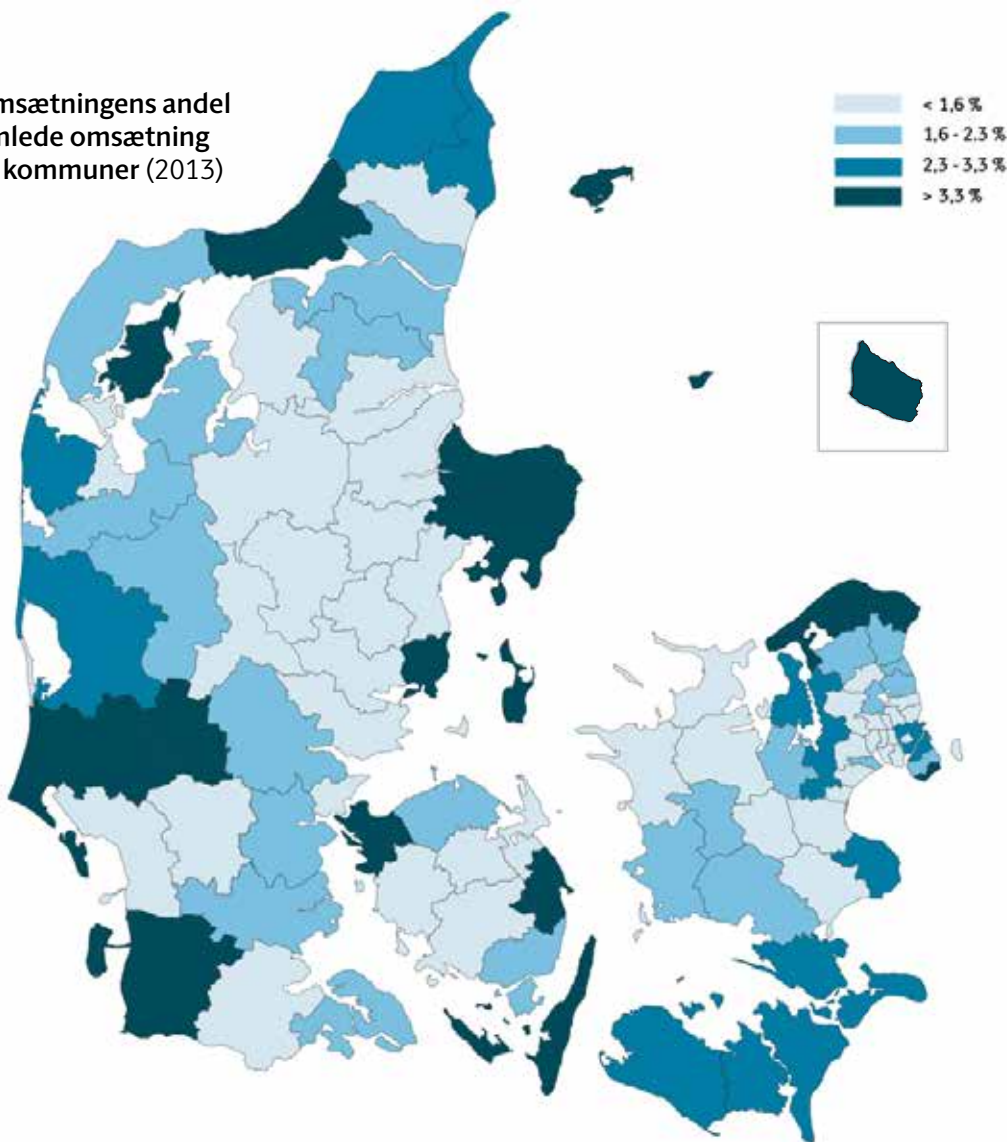 msætningens andel
nlede omsætning
kommuner (2013)
< 1,6 %
1,6 - 2.3 %
2,3 - 3,3 %
> 3,3 %